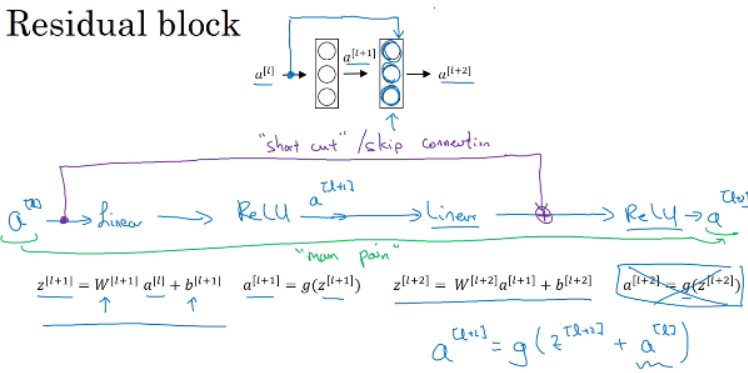 Residual block
a^[l] a^[l+1] a^[l+2]
"short cut" / skip connection
a^[l] → Linear → ReLU a^[l+1] → Linear → ReLU → a^[l+2]
"main path"
z^[l+1] = W^[l+1] a^[l] + b^[l+1] a^[l+1] = g(z^[l+1]) z^[l+2] = W^[l+2] a^[l+1] + b^[l+2] a^[l+2] = g(z^[l+2])
a^[l+2] = g(z^[l+2] + a^[l])